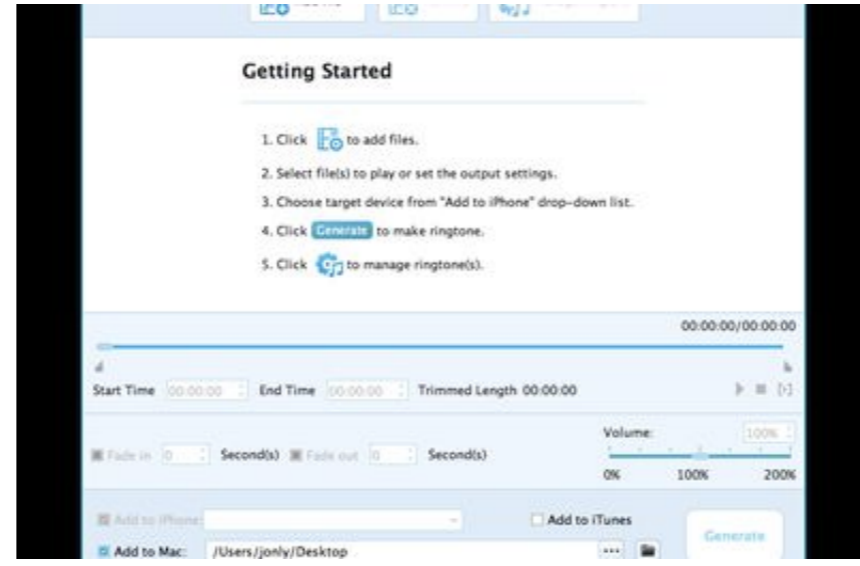 Getting Started
1. Click to add files.
2. Select file(s) to play or set the output settings.
3. Choose target device from "Add to iPhone" drop-down list.
4. Click Generate to make ringtone.
5. Click to manage ringtone(s).
00:00:00/00:00:00
Start Time 00:00:00 End Time 00:00:00 Trimmed Length 00:00:00
Volume: 100%
Fade in 0 Second(s) Fade out 0 Second(s)
0% 100% 200%
Add to iPhone: Add to iTunes
Generate
Add to Mac: /Users/jonly/Desktop ...